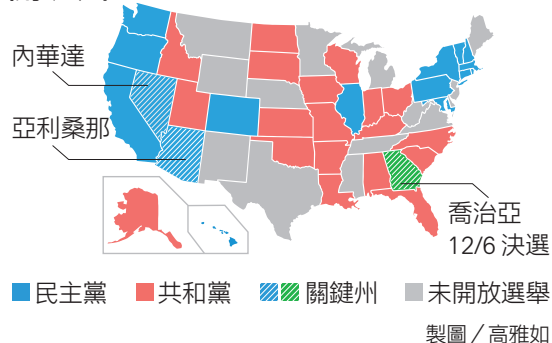 內華達
亞利桑那
喬治亞
12/6 決選
民主黨 共和黨 關鍵州 未開放選舉
製圖／高雅如